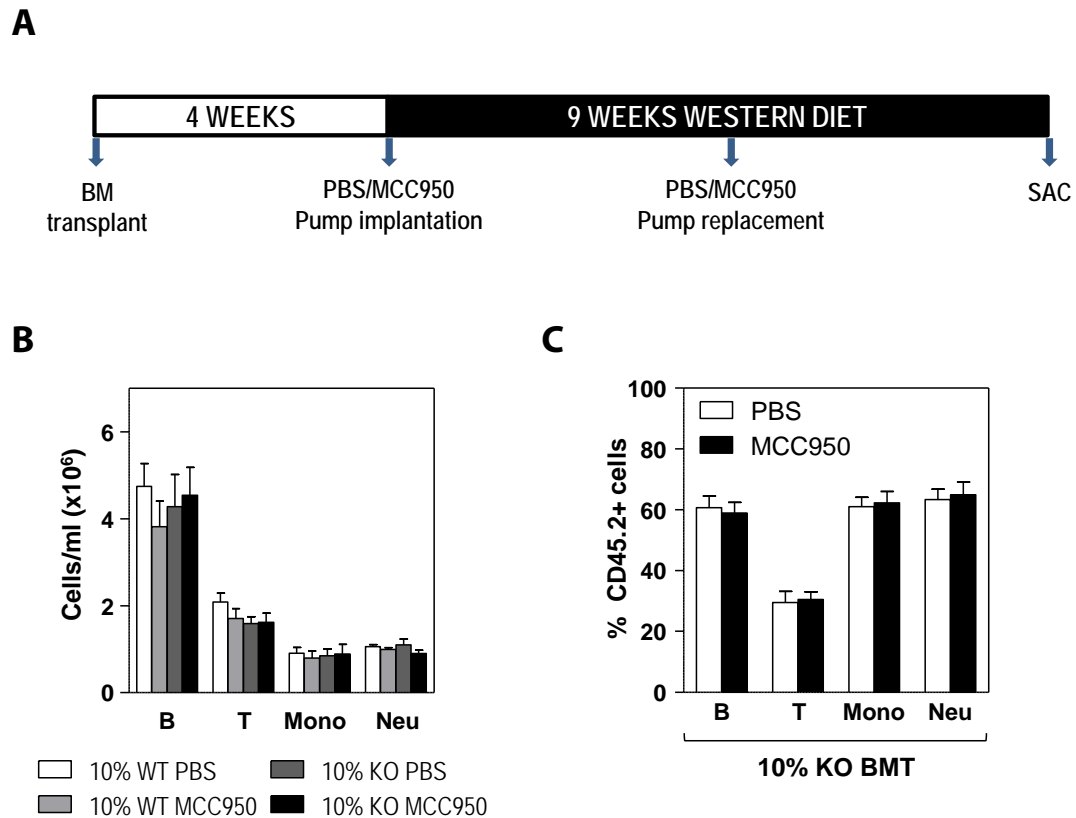 A
4 WEEKS
9 WEEKS WESTERN DIET
BM
transplant
PBS/MCC950
Pump implantation
PBS/MCC950
Pump replacement
SAC
B
Cells/ml (x10⁶)
6
4
2
0
B T Mono Neu
10% WT PBS
10% KO PBS
10% WT MCC950
10% KO MCC950
C
% CD45.2+ cells
100
80
60
40
20
0
PBS
MCC950
B T Mono Neu
10% KO BMT